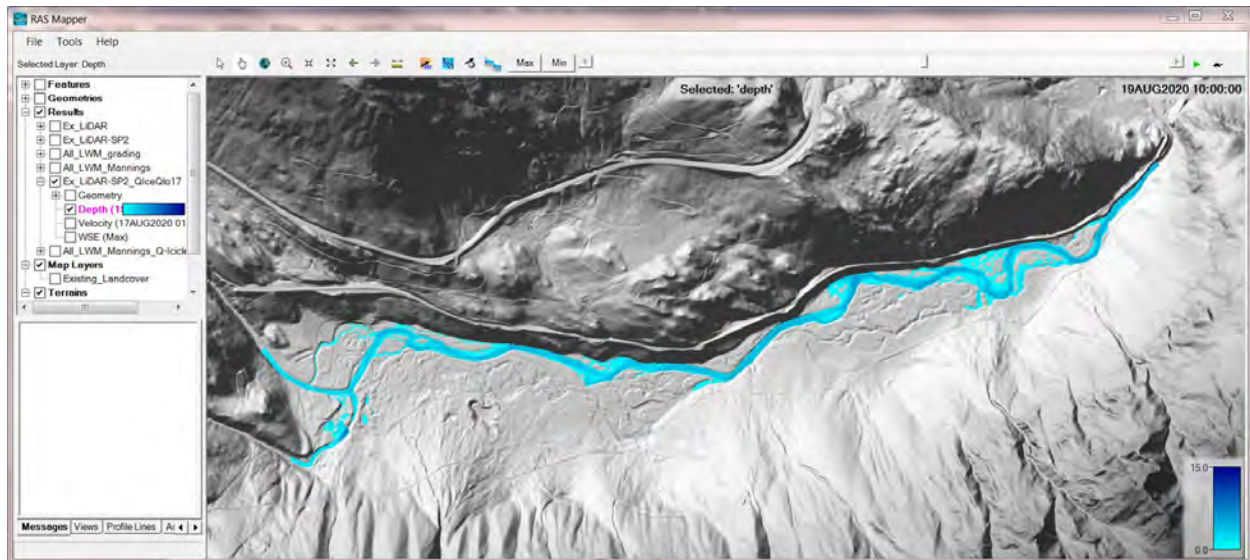 RAS Mapper
File Tools Help
Selected Layer: Depth
Max Min
Features
Geometries
Results
Ex_LiDAR
Ex_LiDAR-SP2
All_LWM_grading
All_LWM_Mannings
Ex_LiDAR-SP2_QIceQlo17
Geometry
Depth (1
Velocity (17AUG2020 01
WSE (Max)
All_LWM_Mannings_Q-Icicl
Map Layers
Existing_Landcover
Terrains
Messages Views Profile Lines
Selected: 'depth'
19AUG2020 10:00:00
15.0
0.0